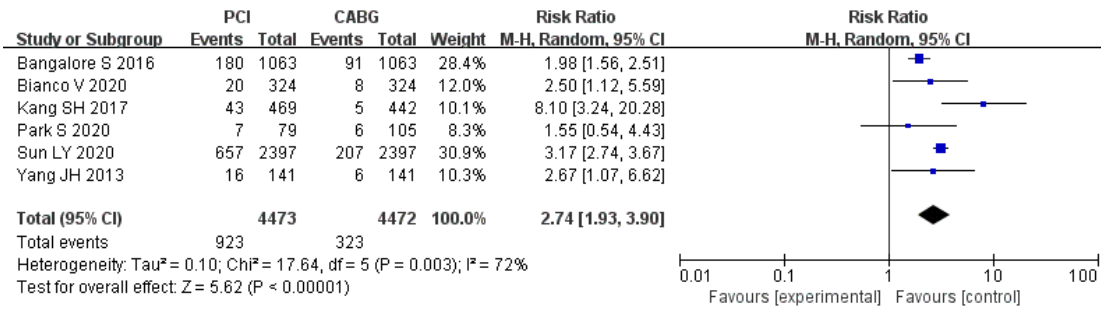 PCI CABG Risk Ratio Risk Ratio
Study or Subgroup Events Total Events Total Weight M-H, Random, 95% CI M-H, Random, 95% CI
Bangalore S 2016 180 1063 91 1063 28.4% 1.98 [1.56, 2.51]
Bianco V 2020 20 324 8 324 12.0% 2.50 [1.12, 5.59]
Kang SH 2017 43 469 5 442 10.1% 8.10 [3.24, 20.28]
Park S 2020 7 79 6 105 8.3% 1.55 [0.54, 4.43]
Sun LY 2020 657 2397 207 2397 30.9% 3.17 [2.74, 3.67]
Yang JH 2013 16 141 6 141 10.3% 2.67 [1.07, 6.62]
Total (95% CI) 4473 4472 100.0% 2.74 [1.93, 3.90]
Total events 923 323
Heterogeneity: Tau² = 0.10; Chi² = 17.64, df = 5 (P = 0.003); I² = 72%
Test for overall effect: Z = 5.62 (P < 0.00001)
0.01 0.1 1 10 100
Favours [experimental] Favours [control]